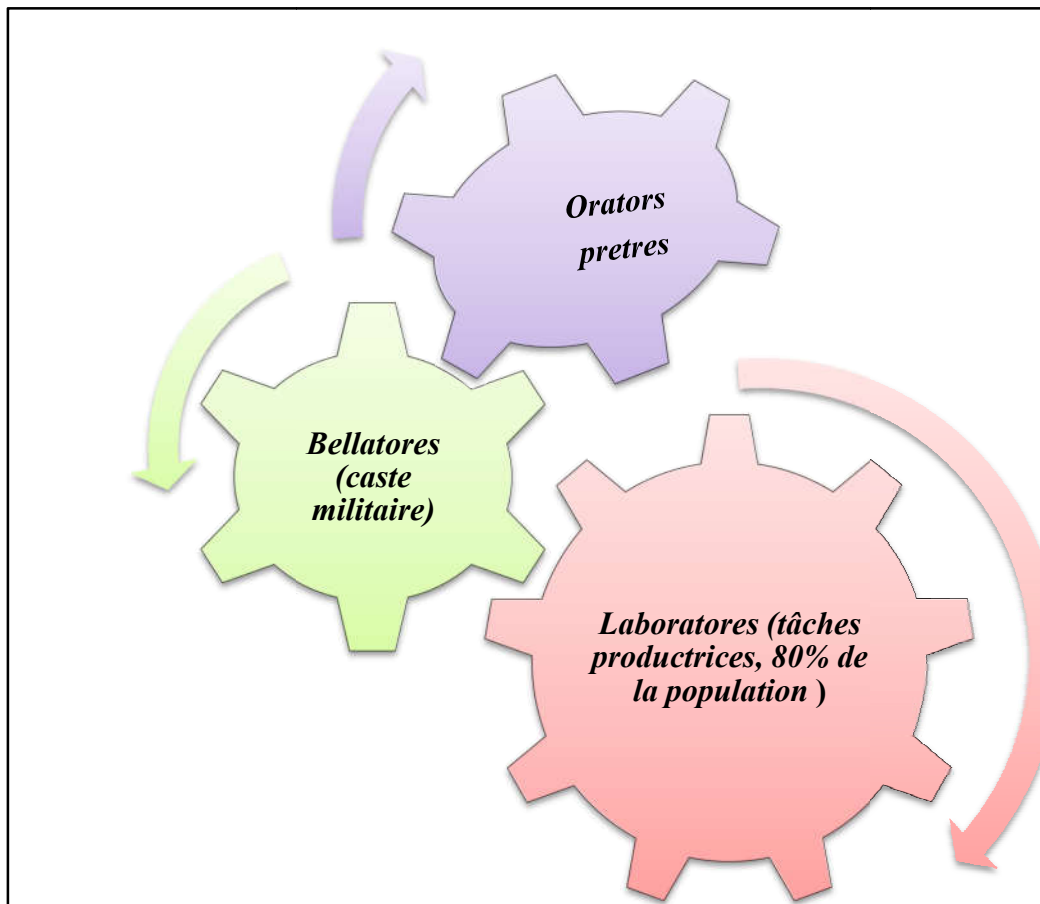 Orators
pretres
Bellatores
(caste
militaire)
Laboratores (tâches
productrices, 80% de
la population )